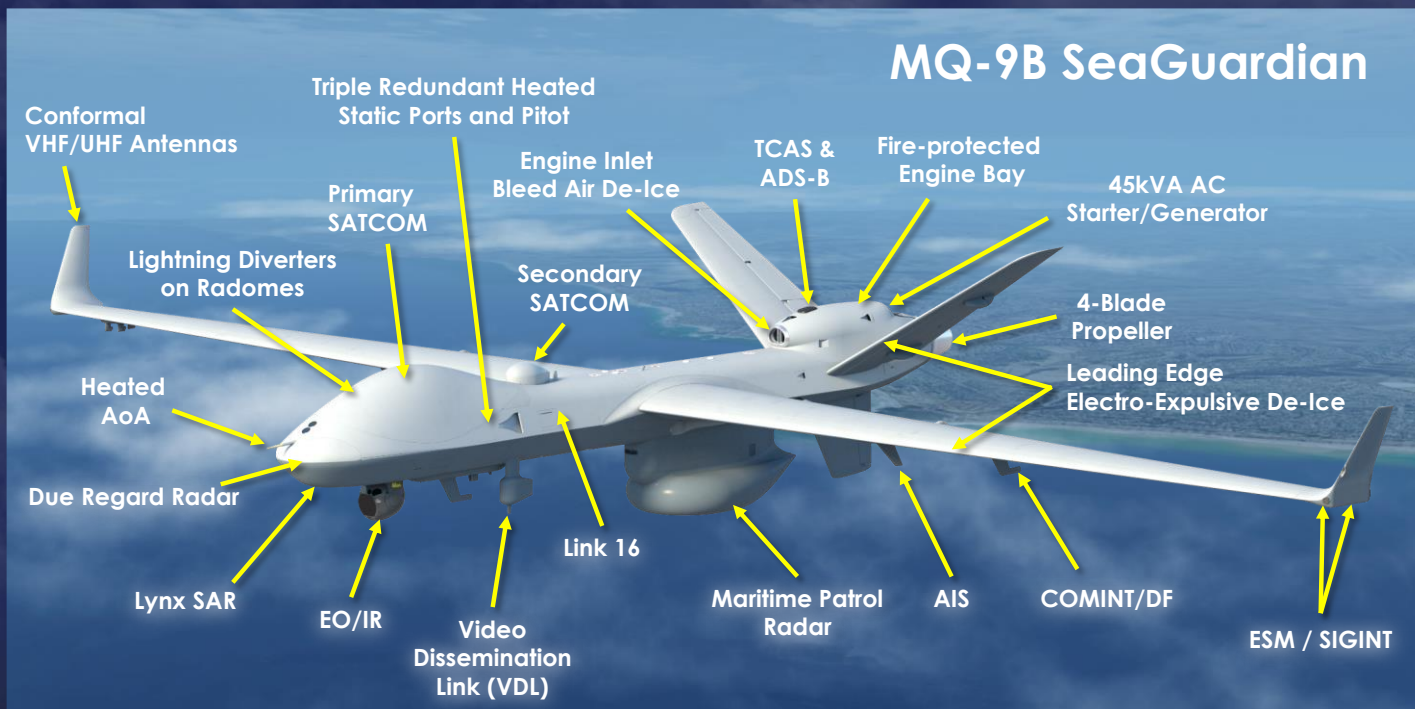 MQ-9B SeaGuardian
Conformal
VHF/UHF Antennas
Triple Redundant Heated
Static Ports and Pitot
Primary
SATCOM
Lightning Diverters
on Radomes
Engine Inlet
Bleed Air De-Ice
Secondary
SATCOM
TCAS &
ADS-B
Fire-protected
Engine Bay
45kVA AC
Starter/Generator
4-Blade
Propeller
Leading Edge
Electro-Expulsive De-Ice
Heated
AoA
Due Regard Radar
Lynx SAR
EO/IR
Video
Dissemination
Link (VDL)
Link 16
Maritime Patrol
Radar
AIS
COMINT/DF
ESM / SIGINT